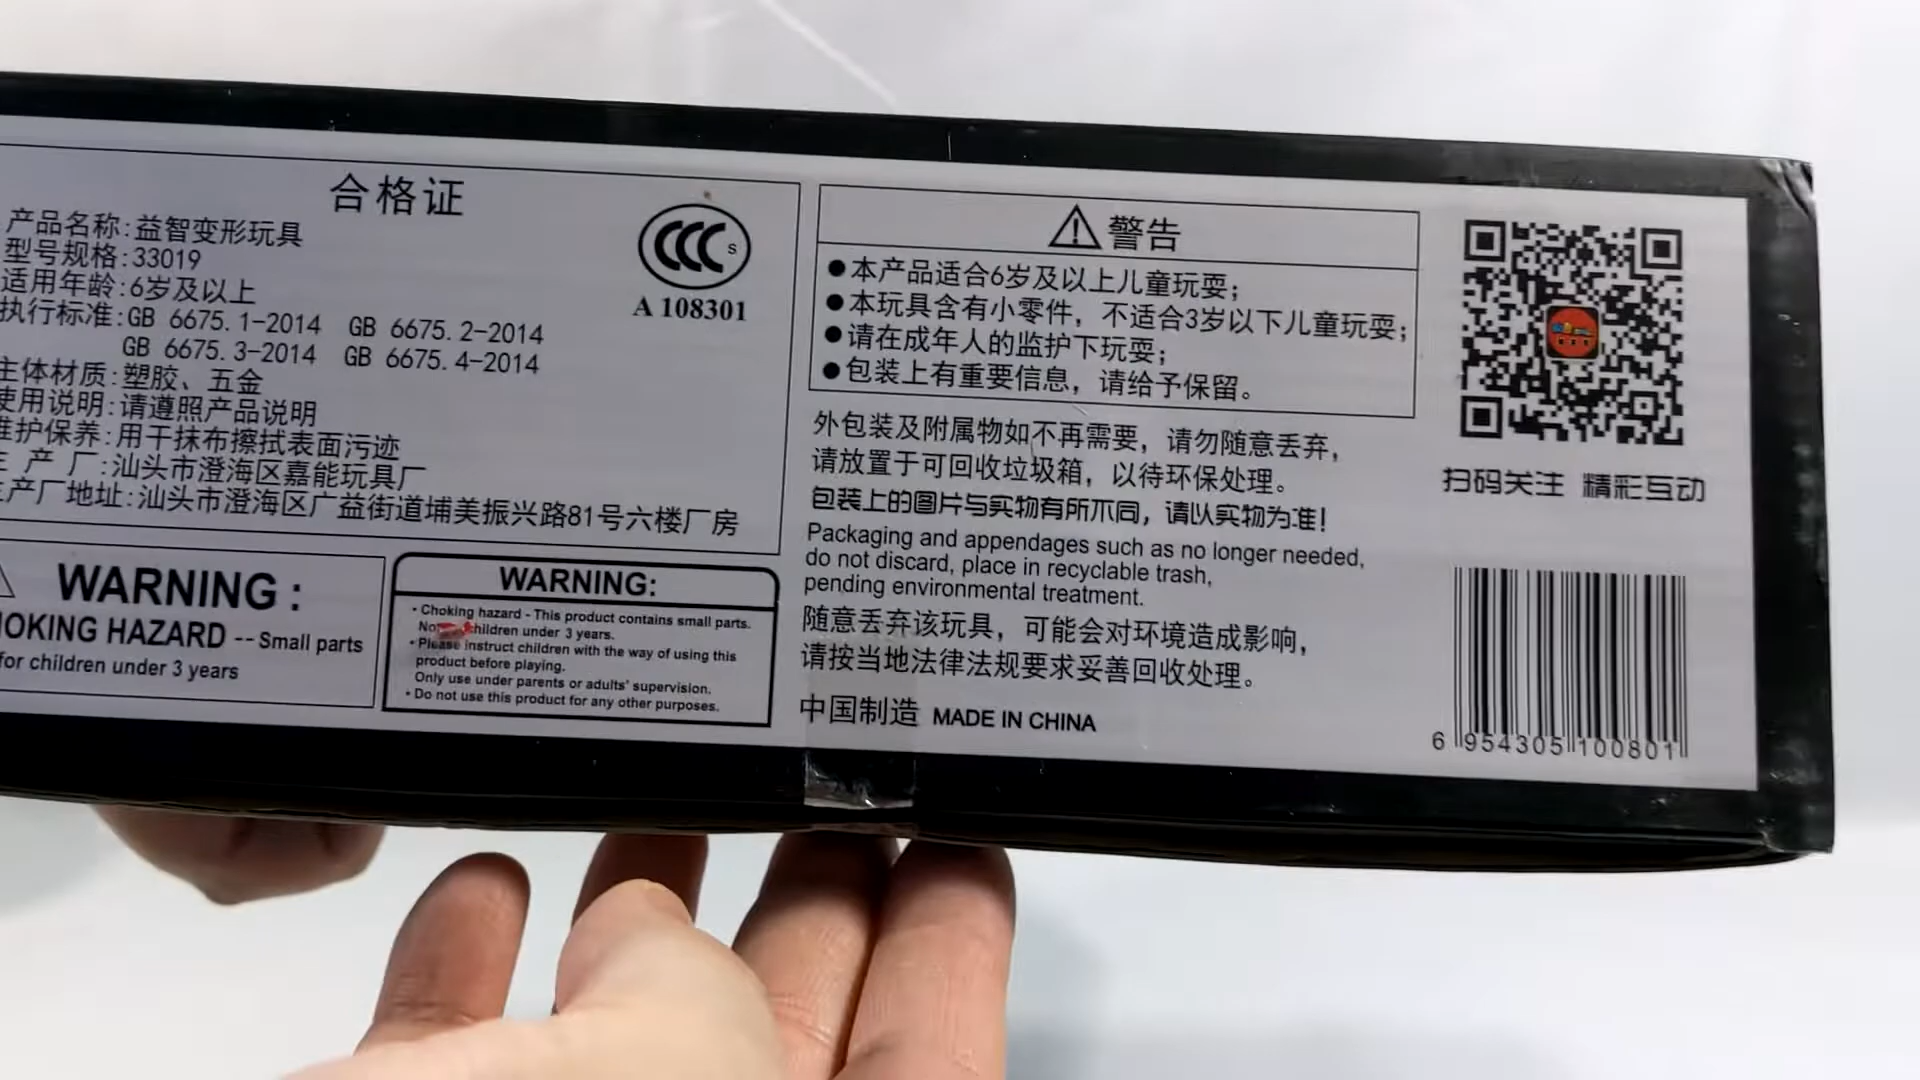 合格证
产品名称:益智变形玩具
型号规格:33019
适用年龄:6岁及以上
执行标准:GB 6675.1-2014 GB 6675.2-2014
GB 6675.3-2014 GB 6675.4-2014
主体材质:塑胶、五金
使用说明:请遵照产品说明
维护保养:用干抹布擦拭表面污迹
产 厂:汕头市澄海区嘉能玩具厂
产厂地址:汕头市澄海区广益街道埔美振兴路81号六楼厂房
CCC S
A 108301
WARNING:
HAZARD --Small parts
for children under 3 years
WARNING:
• Choking hazard - This product contains small parts.
children under 3 years.
• Please instruct children with the way of using this
product before playing.
Only use under parents or adults' supervision.
• Do not use this product for any other purposes.
警告
●本产品适合6岁及以上儿童玩耍;
●本玩具含有小零件，不适合3岁以下儿童玩耍;
●请在成年人的监护下玩耍;
●包装上有重要信息，请给予保留。
外包装及附属物如不再需要，请勿随意丢弃，
请放置于可回收垃圾箱，以待环保处理。
包装上的图片与实物有所不同，请以实物为准!
Packaging and appendages such as no longer needed,
do not discard, place in recyclable trash,
pending environmental treatment.
随意丢弃该玩具，可能会对环境造成影响，
请按当地法律法规要求妥善回收处理。
中国制造 MADE IN CHINA
扫码关注 精彩互动
6 954305 100801